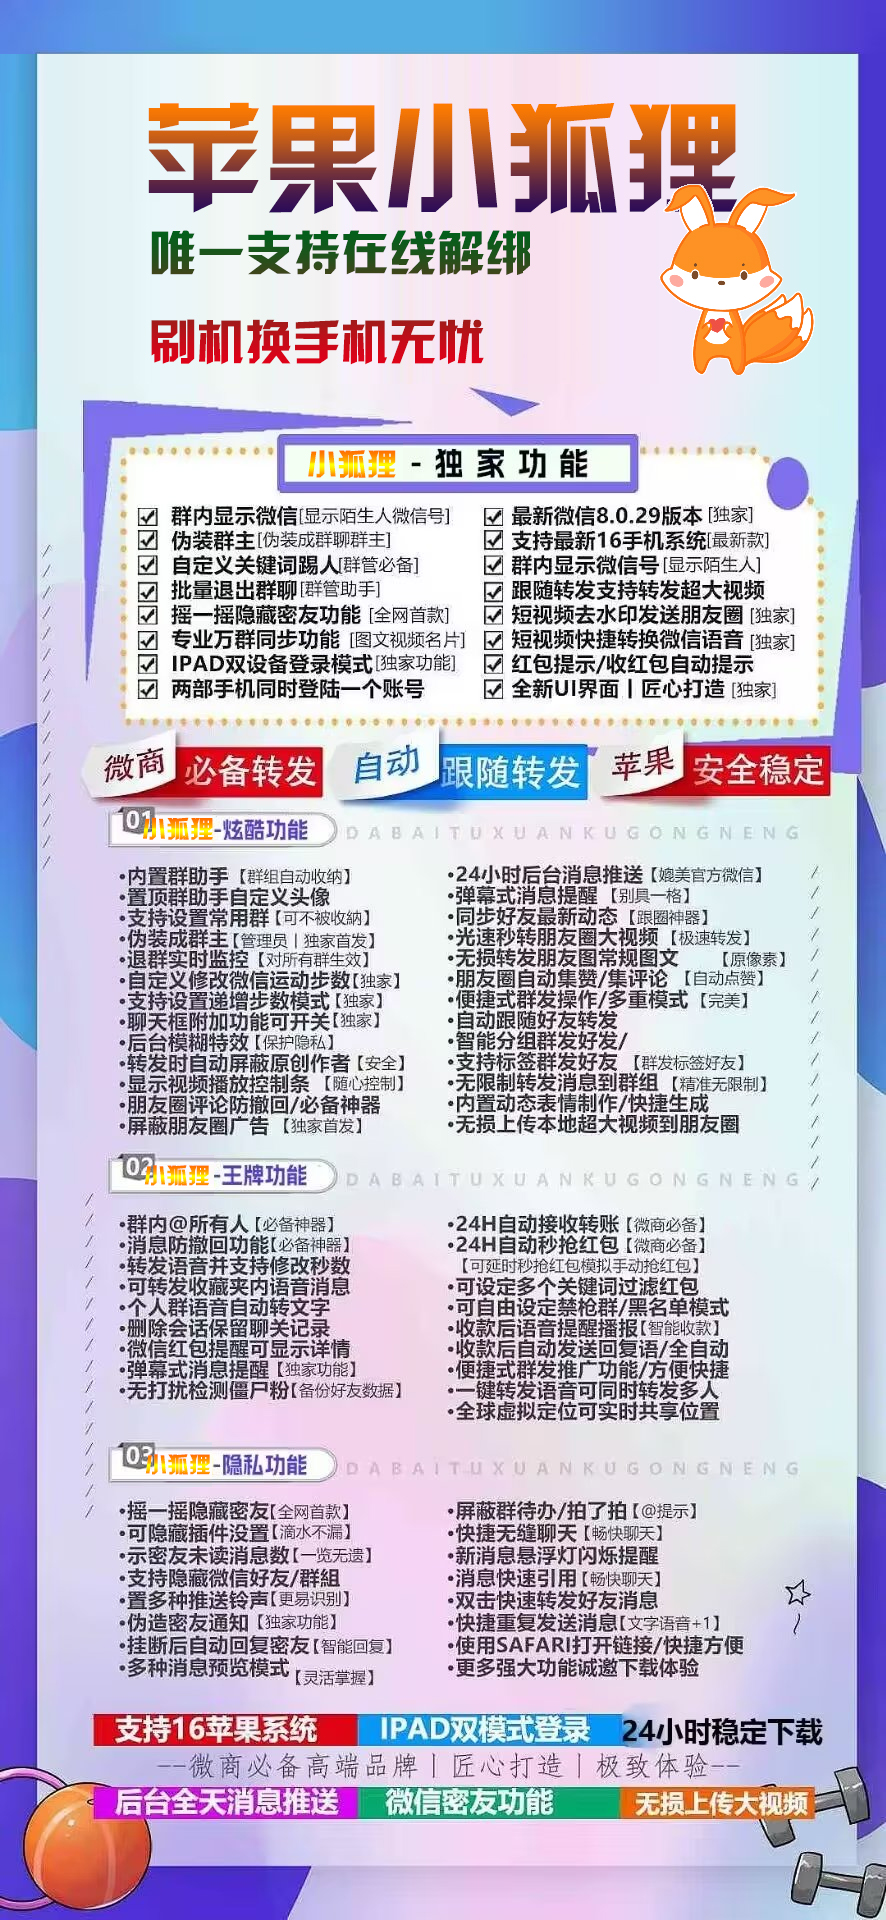 苹果小狐狸
唯一支持在线解绑
刷机换手机无忧
小狐狸-独家功能
群内显示微信[显示陌生人微信号]
伪装群主[伪装成群聊群主]
自定义关键词踢人[群管必备]
批量退出群聊[群管助手]
摇一摇隐藏密友功能 [全网首款]
专业万群同步功能 [图文视频名片]
IPAD双设备登录模式[独家功能]
两部手机同时登陆一个账号
最新微信8.0.29版本 [独家]
支持最新16手机系统[最新款]
群内显示微信号[显示陌生人]
跟随转发支持转发超大视频
短视频去水印发送朋友圈 [独家]
短视频快捷转换微信语音 [独家]
红包提示/收红包自动提示
全新UI界面丨匠心打造 [独家]
微商 必备转发
自动 跟随转发
苹果 安全稳定
01 小狐狸-炫酷功能
DABAITUXUANKUGONGNENG
·内置群助手【群组自动收纳】
·置顶群助手自定义头像
·支持设置常用群【可不被收納】
·伪装成群主【管理员丨独家首发】
·退群实时监控【对所有群生效】
·自定义修改微信运动步数【独家】
·支持设置递增步数模式【独家】
·聊天框附加功能可开关【独家】
·后台模糊特效【保护隐私】
·转发时自动屏蔽原创作者【安全】
·显示视频播放控制条【随心控制】
·朋友圈评论防撤回/必备神器
·屏蔽朋友圈广告【独家首发】
·24小时后台消息推送【媲美官方微信】
·弹幕式消息提醒【别具一格】
·同步好友最新动态【跟圈神器】
·光速秒转朋友圈大视频【极速转发】
·无损转发朋友图常规图文【原像素】
·朋友圈自动集赞/集评论【自动点赞】
·便捷式群发操作/多重模式【完美】
·自动跟随好友转发
·智能分组群发好友/
·支持标签群发好友【群发标签好友】
·无限制转发消息到群组【精准无限制】
·内置动态表情制作/快捷生成
·无损上传本地超大视频到朋友圈
02 小狐狸-王牌功能
DABAITUXUANKUGONGNENG
·群内@所有人【必备神器】
·消息防撤回功能【必备神器】
·转发语音并支持修改秒数
·可转发收藏夹内语音消息
·个人群语音自动转文字
·删除会话保留聊关记录
·微信红包提醒可显示详情
·弹幕式消息提醒【独家功能】
·无打扰检测僵尸粉【备份好友数据】
·24H自动接收转账【微商必备】
·24H自动秒抢红包【微商必备】
【可延时秒抢红包模拟手动抢红包】
·可设定多个关键词过滤红包
·可自由设定禁枪群/黑名单模式
·收款后语音提醒播报【智能收款】
·收款后自动发送回复语/全自动
·便捷式群发推广功能/方便快捷
·一键转发语音可同时转发多人
·全球虚拟定位可实时共享位置
03 小狐狸-隐私功能
DABAITUXUANKUGONGNENG
·摇一摇隐藏密友【全网首款】
·可隐藏插件没置【滴水不漏】
·示密友未读消息数【一览无遗】
·支持隐藏微信好友/群組
·置多种推送铃声【更易识别】
·伪造密友通知【独家功能】
·挂断后自动回复密友【智能回复】
·多种消息预览模式【灵活掌握】
·屏蔽群待办/拍了拍【@提示】
·快捷无缝聊天【畅快聊天】
·新消息悬浮灯闪烁提醒
·消息快速引用【畅快聊天】
·双击快速转发好友消息
·快捷重复发送消息【文字语音+1】
·使用SAFARI打开链接/快捷方便
·更多强大功能诚邀下载体验
支持16苹果系统
IPAD双模式登录
24小时稳定下载
--微商必备高端品牌丨匠心打造丨极致体验--
后台全天消息推送
微信密友功能
无损上传大视频